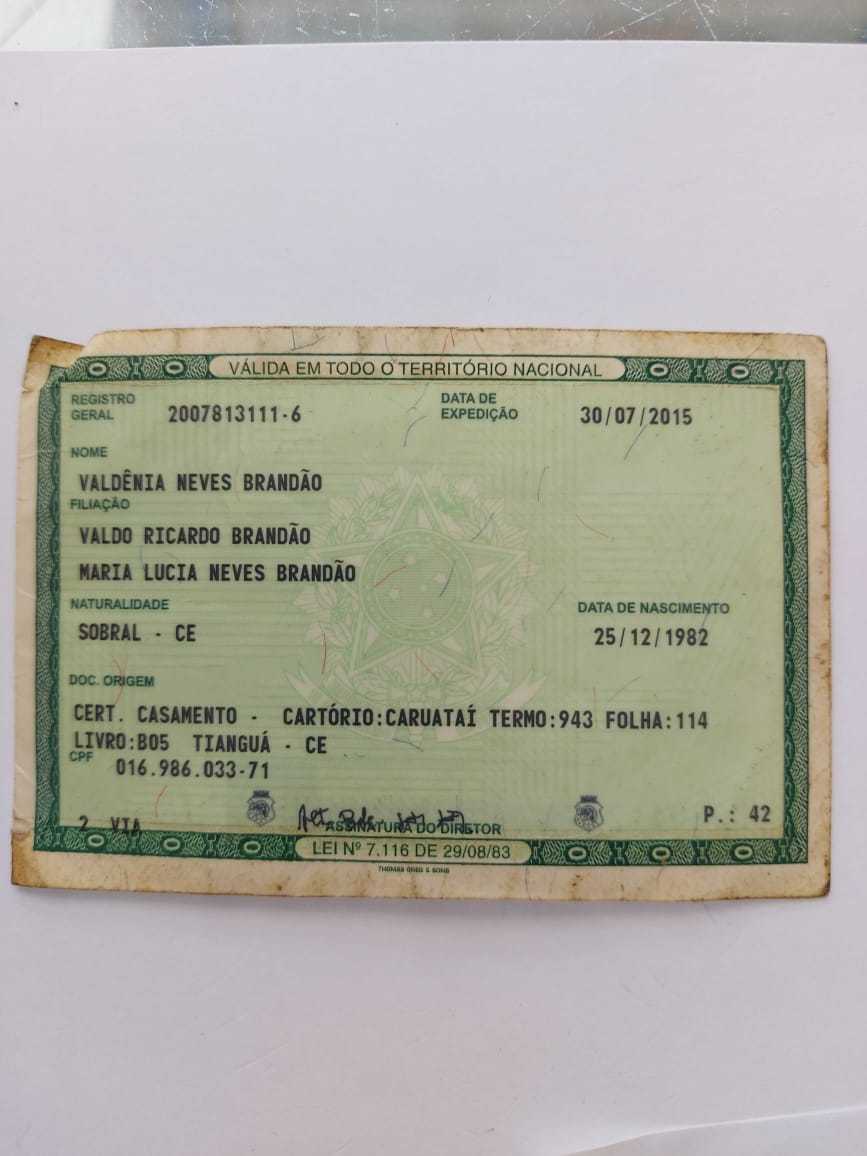 VÁLIDA EM TODO O TERRITÓRIO NACIONAL
REGISTRO GERAL 2007813111-6 DATA DE EXPEDIÇÃO 30/07/2015
NOME
VALDÊNIA NEVES BRANDÃO
FILIAÇÃO
VALDO RICARDO BRANDÃO
MARIA LUCIA NEVES BRANDÃO
NATURALIDADE DATA DE NASCIMENTO
SOBRAL - CE 25/12/1982
DOC. ORIGEM
CERT. CASAMENTO - CARTÓRIO:CARUATAÍ TERMO:943 FOLHA:114
LIVRO:B05 TIANGUÁ - CE
CPF 016.986.033-71
2 VIA ASSINATURA DO DIRETOR P.: 42
LEI Nº 7.116 DE 29/08/83
THOMAS GREG & SONS